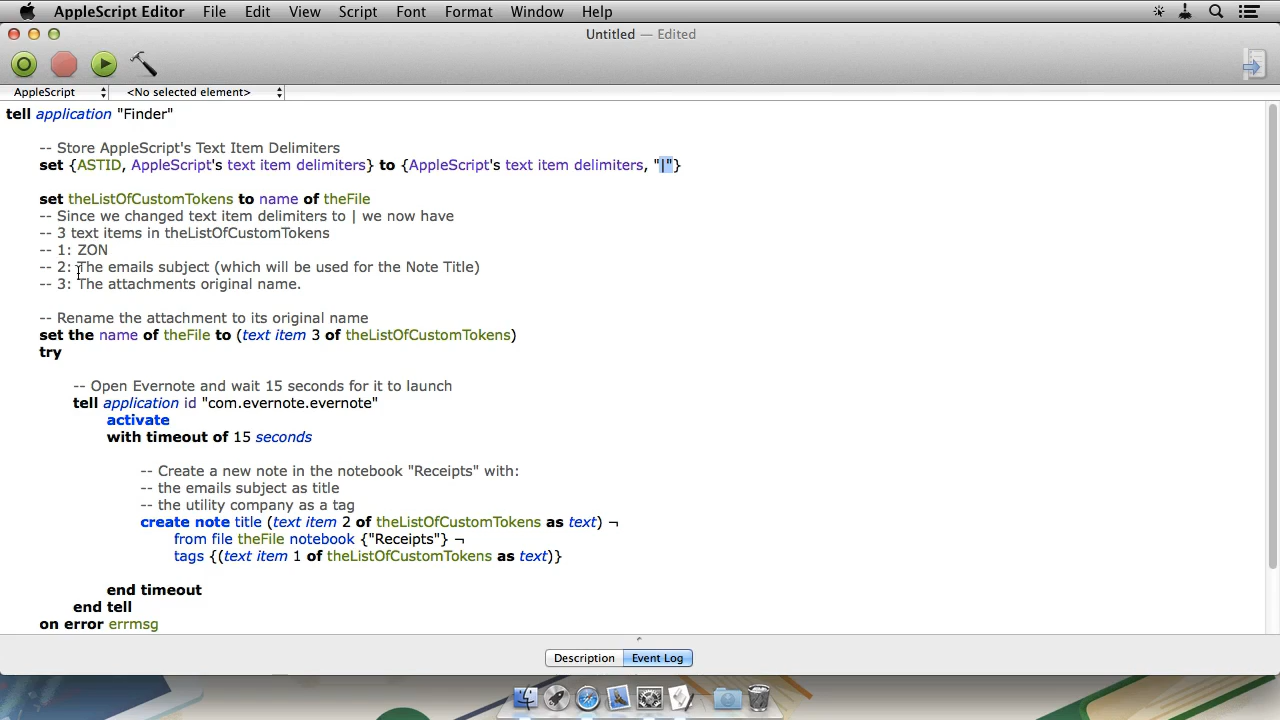 AppleScript Editor File Edit View Script Font Format Window Help
Untitled — Edited
AppleScript <No selected element>
tell application "Finder"
-- Store AppleScript's Text Item Delimiters
set {ASTID, AppleScript's text item delimiters} to {AppleScript's text item delimiters, "|"}
set theListOfCustomTokens to name of theFile
-- Since we changed text item delimiters to | we now have
-- 3 text items in theListOfCustomTokens
-- 1: ZON
-- 2: The emails subject (which will be used for the Note Title)
-- 3: The attachments original name.
-- Rename the attachment to its original name
set the name of theFile to (text item 3 of theListOfCustomTokens)
try
-- Open Evernote and wait 15 seconds for it to launch
tell application id "com.evernote.evernote"
activate
with timeout of 15 seconds
-- Create a new note in the notebook "Receipts" with:
-- the emails subject as title
-- the utility company as a tag
create note title (text item 2 of theListOfCustomTokens as text) ¬
from file theFile notebook {"Receipts"} ¬
tags {(text item 1 of theListOfCustomTokens as text)}
end timeout
end tell
on error errmsg
Description Event Log